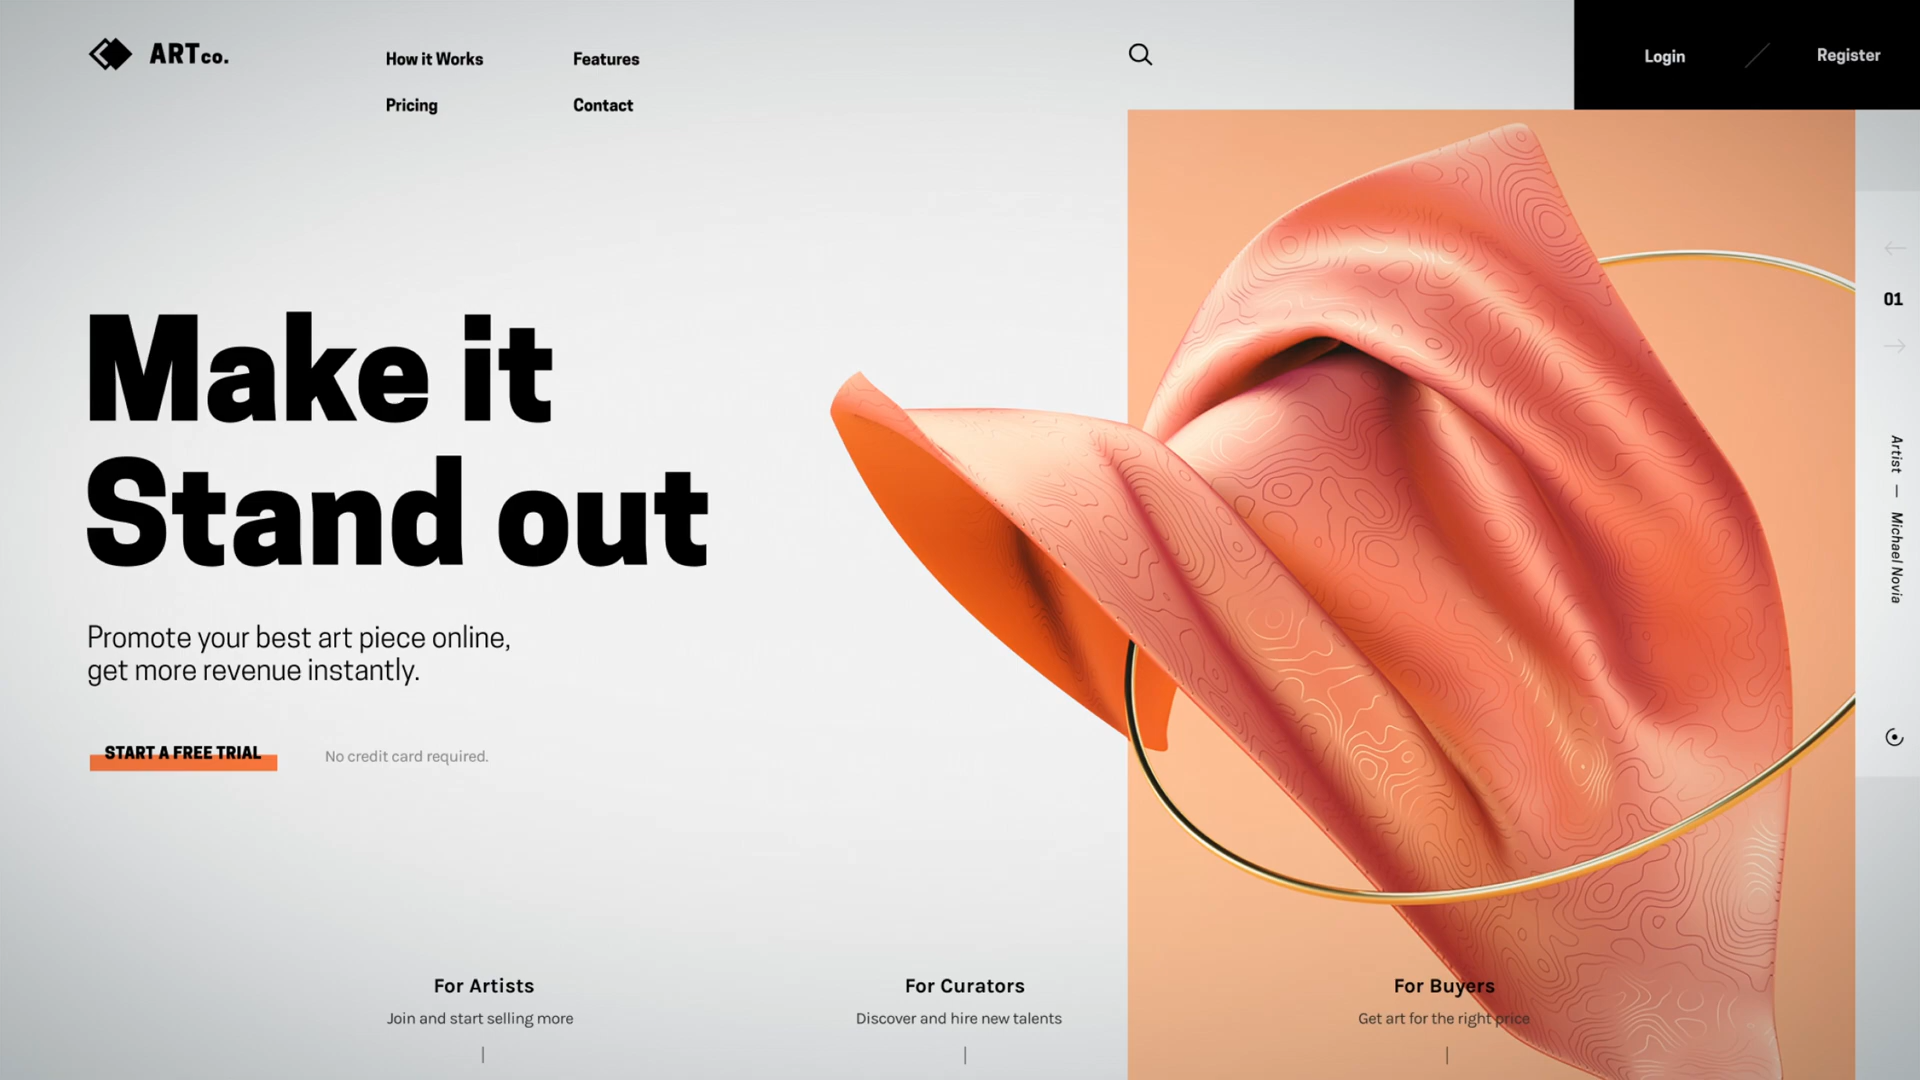 ARTco.
How it Works
Features
Pricing
Contact
Login
Register
Make it
Stand out
Promote your best art piece online,
get more revenue instantly.
START A FREE TRIAL
No credit card required.
01
Artist — Michael Novia
For Artists
Join and start selling more
For Curators
Discover and hire new talents
For Buyers
Get art for the right price